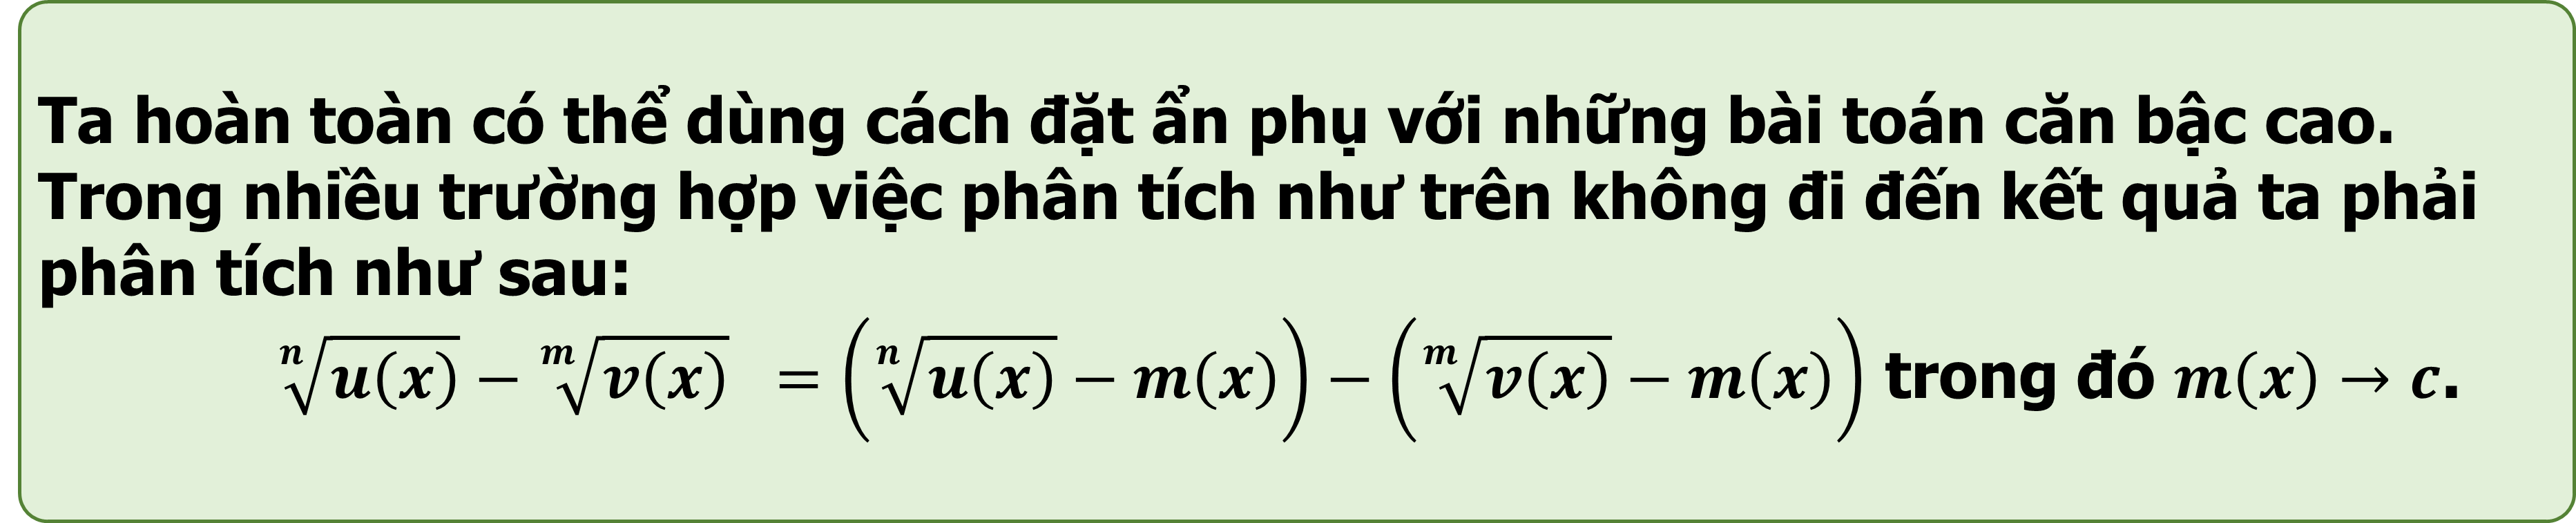 Ta hoàn toàn có thể dùng cách đặt ẩn phụ với những bài toán căn bậc cao.
Trong nhiều trường hợp việc phân tích như trên không đi đến kết quả ta phải
phân tích như sau:
ⁿ√u(x) − ᵐ√v(x) = (ⁿ√u(x) − m(x)) − (ᵐ√v(x) − m(x)) trong đó m(x) → c.